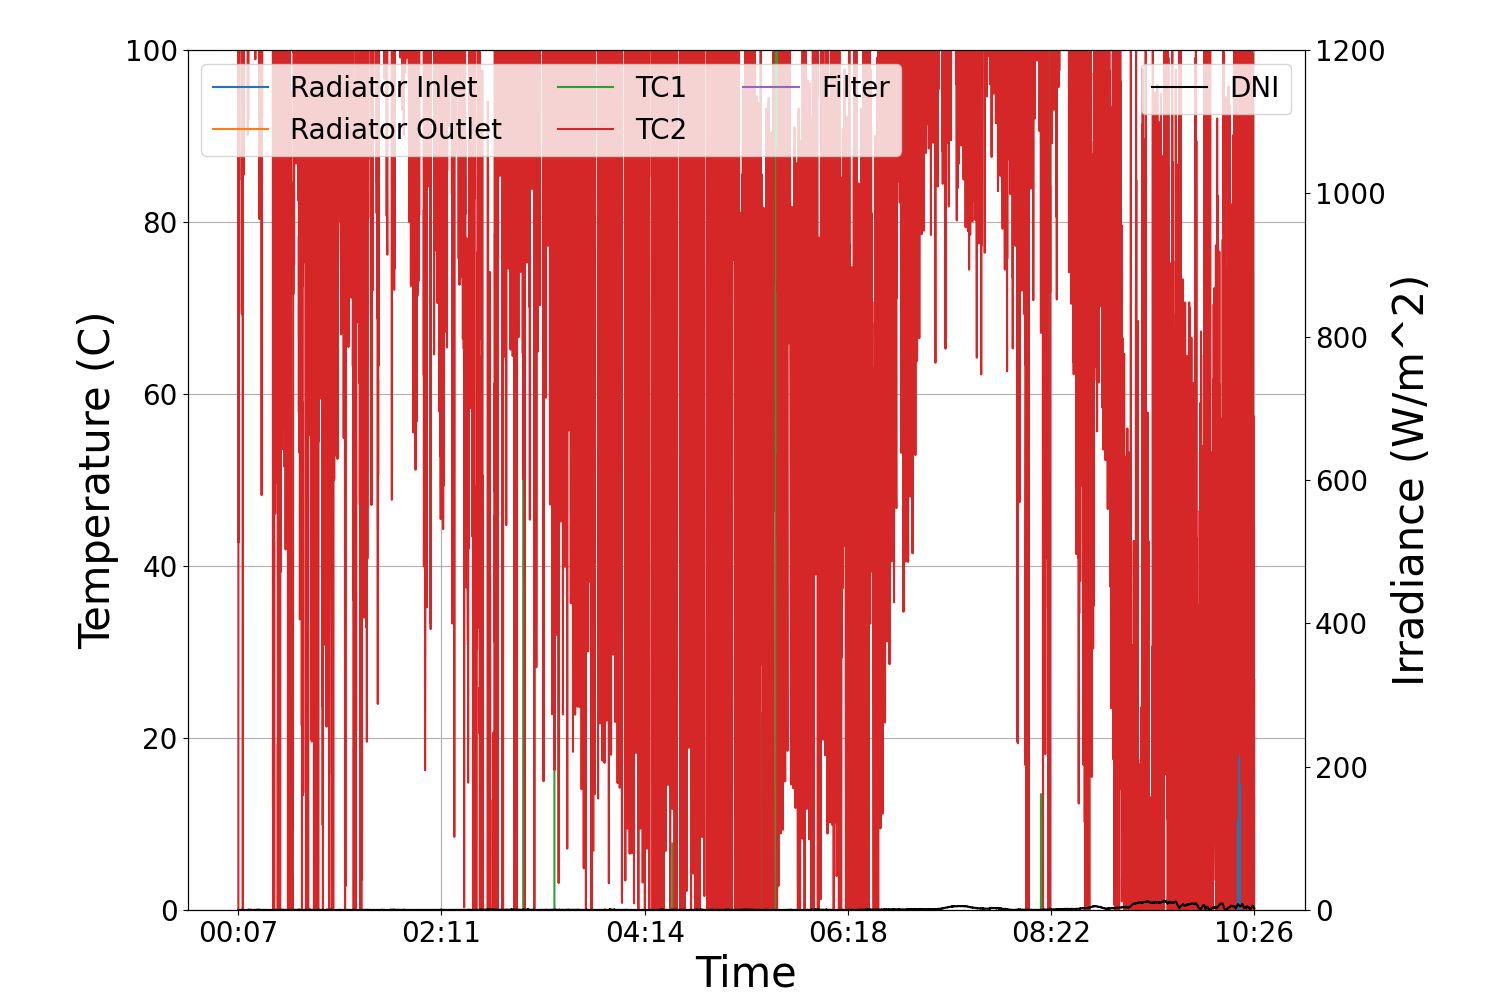 100
80
60
40
20
0
Temperature (C)
Radiator Inlet
Radiator Outlet
TC1
TC2
Filter
DNI
1200
1000
800
600
400
200
0
Irradiance (W/m^2)
00:07 02:11 04:14 06:18 08:22 10:26
Time